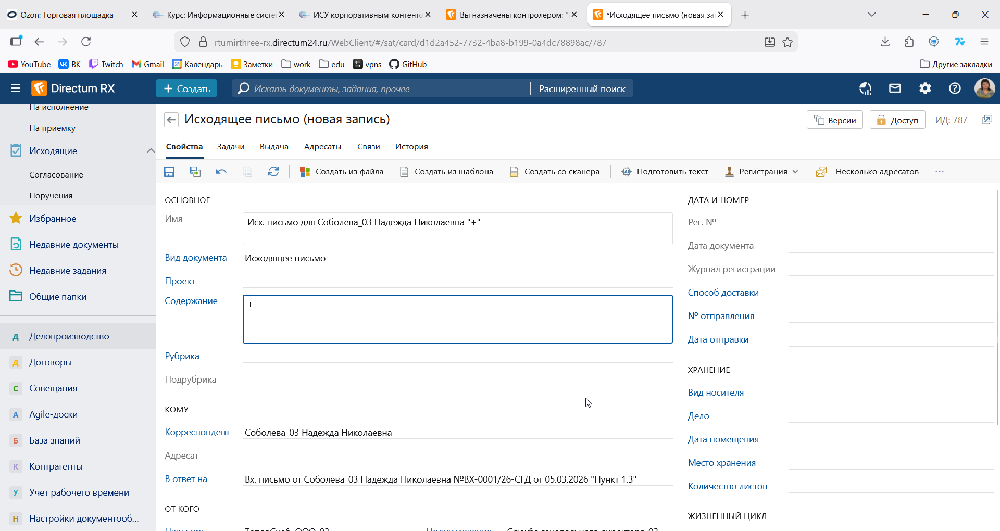 Ozon: Торговая площадка
Курс: Информационные систе
ИСУ корпоративным контенто
Вы назначены контролером: "
*Исходящее письмо (новая за
rtumirthree-rx.directum24.ru/WebClient/#/sat/card/d1d2a452-7732-4ba8-b199-0a4dc78898ac/787
YouTube
ВК
Twitch
Gmail
Календарь
Заметки
work
edu
vpns
GitHub
Другие закладки
Directum RX
Создать
Искать документы, задания, прочее
Расширенный поиск
На исполнение
На приемку
Исходящие
Согласование
Поручения
Избранное
Недавние документы
Недавние задания
Общие папки
Д Делопроизводство
Д Договоры
С Совещания
А Agile-доски
Б База знаний
К Контрагенты
У Учет рабочего времени
Н Настройки документооб...
Исходящее письмо (новая запись)
Версии
Доступ
ИД: 787
Свойства
Задачи
Выдача
Адресаты
Связи
История
Создать из файла
Создать из шаблона
Создать со сканера
Подготовить текст
Регистрация
Несколько адресатов
ОСНОВНОЕ
Имя
Исх. письмо для Соболева_03 Надежда Николаевна "+"
Вид документа
Исходящее письмо
Проект
Содержание
+
Рубрика
Подрубрика
КОМУ
Корреспондент
Соболева_03 Надежда Николаевна
Адресат
В ответ на
Вх. письмо от Соболева_03 Надежда Николаевна №ВХ-0001/26-СГД от 05.03.2026 "Пункт 1.3"
ОТ КОГО
ДАТА И НОМЕР
Рег. №
Дата документа
Журнал регистрации
Способ доставки
№ отправления
Дата отправки
ХРАНЕНИЕ
Вид носителя
Дело
Дата помещения
Место хранения
Количество листов
ЖИЗНЕННЫЙ ЦИКЛ